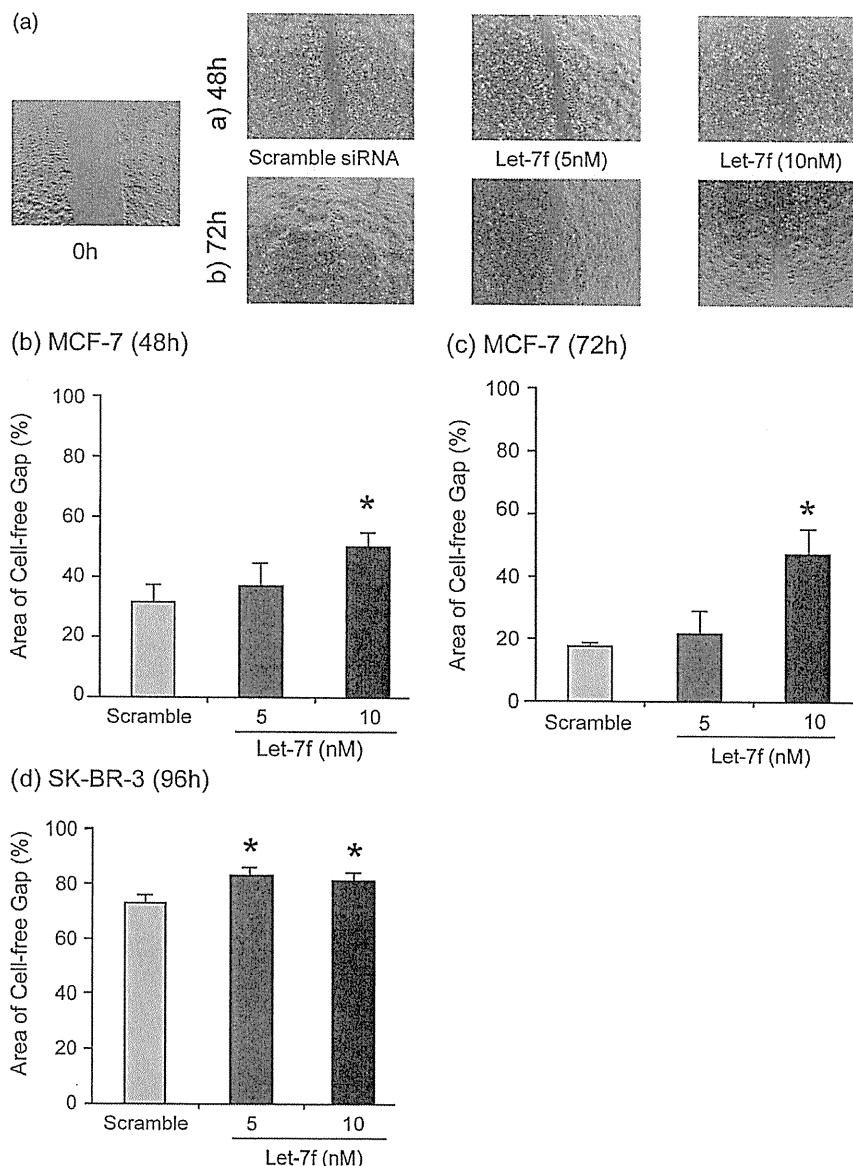 (a)
a) 48h
Scramble siRNA
Let-7f (5nM)
Let-7f (10nM)
0h
b) 72h
(b) MCF-7 (48h)
Area of Cell-free Gap (%)
100
80
60
40
20
0
*
Scramble
5
10
Let-7f (nM)
(c) MCF-7 (72h)
Area of Cell-free Gap (%)
100
80
60
40
20
0
*
Scramble
5
10
Let-7f (nM)
(d) SK-BR-3 (96h)
Area of Cell-free Gap (%)
100
80
60
40
20
0
*
*
Scramble
5
10
Let-7f (nM)